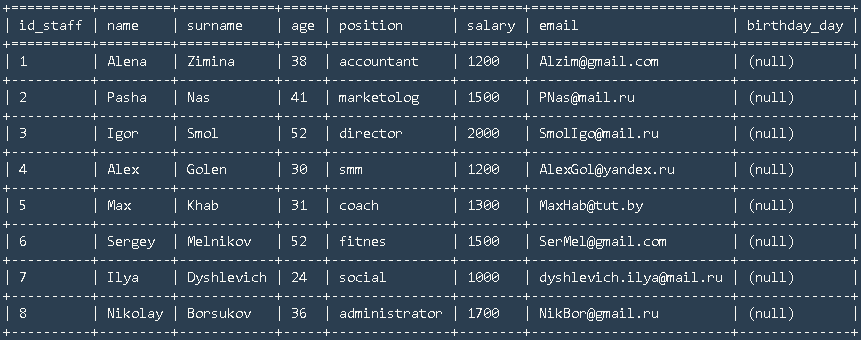 | id_staff | name | surname | age | position | salary | email | birthday_day |
| 1 | Alena | Zimina | 38 | accountant | 1200 | Alzim@gmail.com | (null) |
| 2 | Pasha | Nas | 41 | marketolog | 1500 | PNas@mail.ru | (null) |
| 3 | Igor | Smol | 52 | director | 2000 | SmolIgo@mail.ru | (null) |
| 4 | Alex | Golen | 30 | smm | 1200 | AlexGol@yandex.ru | (null) |
| 5 | Max | Khab | 31 | coach | 1300 | MaxHab@tut.by | (null) |
| 6 | Sergey | Melnikov | 52 | fitnes | 1500 | SerMel@gmail.com | (null) |
| 7 | Ilya | Dyshlevich | 24 | social | 1000 | dyshlevich.ilya@mail.ru | (null) |
| 8 | Nikolay | Borsukov | 36 | administrator | 1700 | NikBor@gmail.ru | (null) |